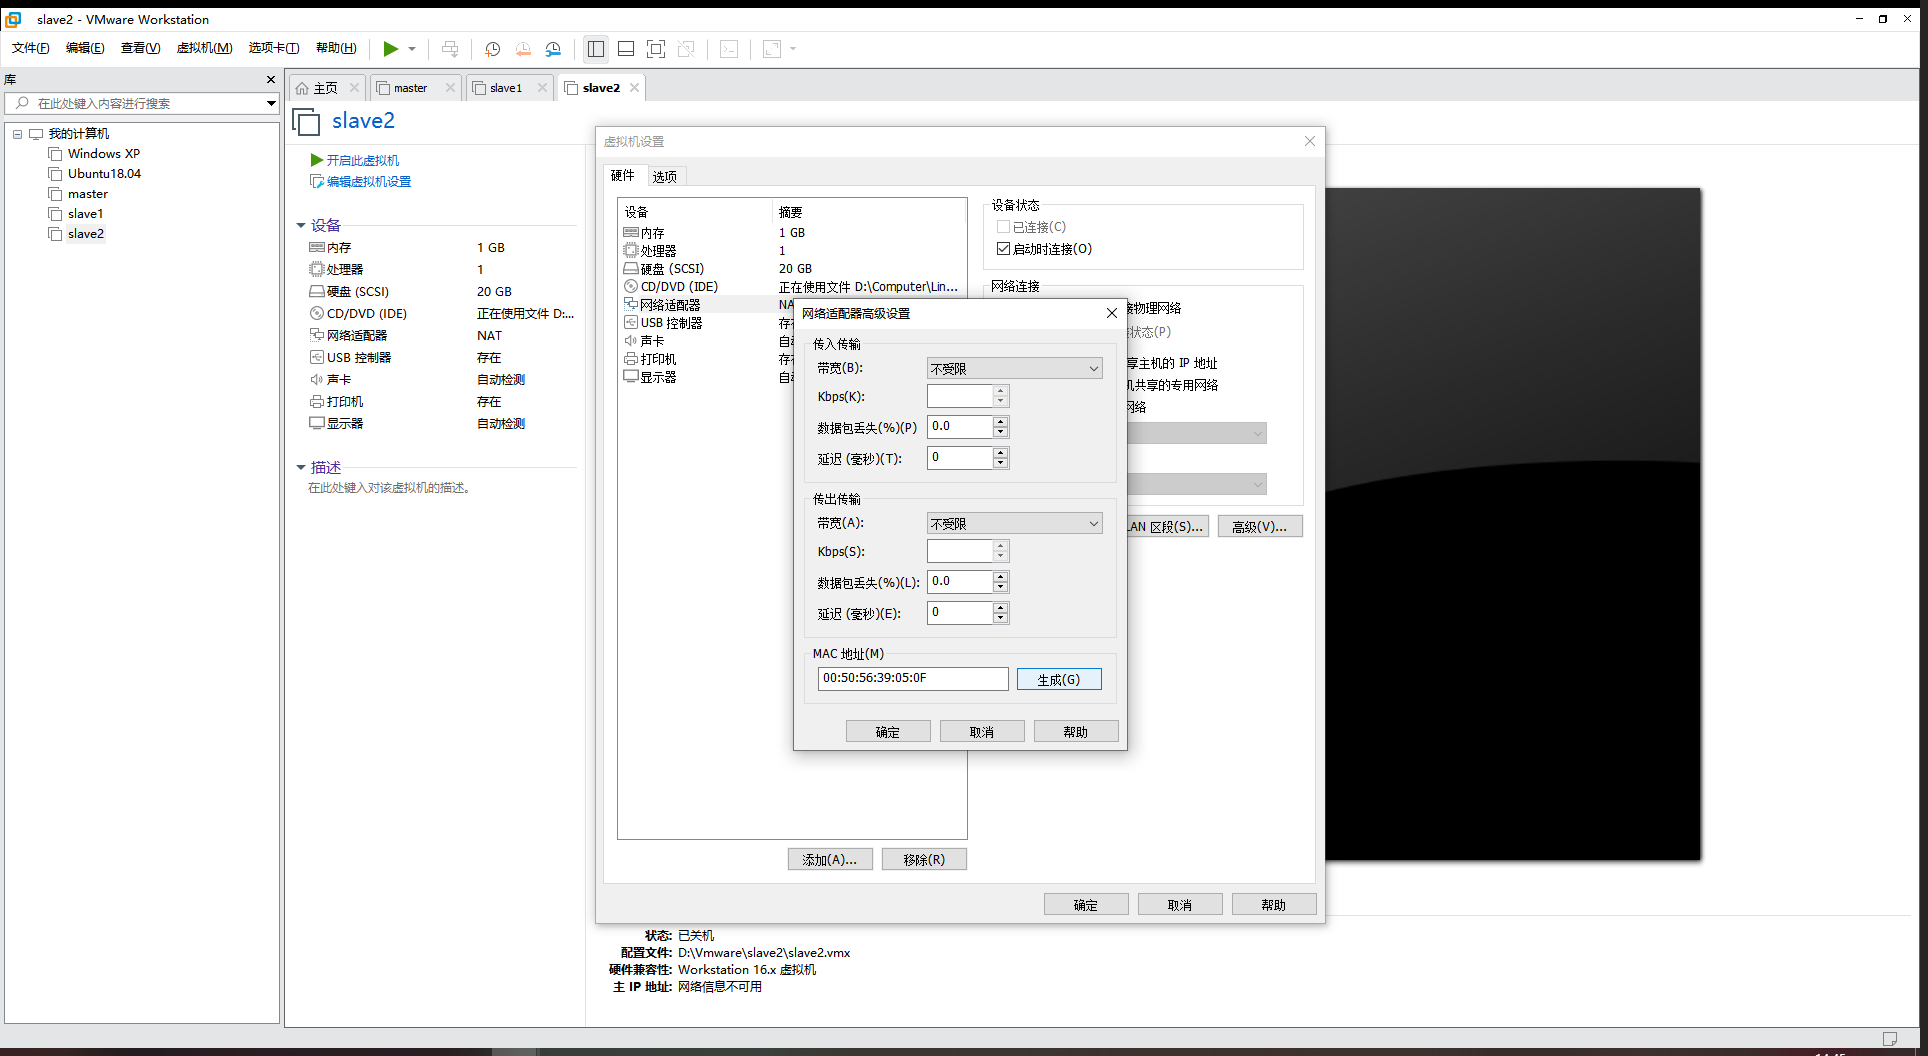 slave2 - VMware Workstation
文件(F) 编辑(E) 查看(V) 虚拟机(M) 选项卡(T) 帮助(H)
库
在此处键入内容进行搜索
我的计算机
Windows XP
Ubuntu18.04
master
slave1
slave2
主页 master slave1 slave2
slave2
开启此虚拟机
编辑虚拟机设置
设备
内存 1 GB
处理器 1
硬盘 (SCSI) 20 GB
CD/DVD (IDE) 正在使用文件 D:...
网络适配器 NAT
USB 控制器 存在
声卡 自动检测
打印机 存在
显示器 自动检测
描述
在此处键入对该虚拟机的描述。
虚拟机设置
硬件 选项
设备 摘要
内存 1 GB
处理器 1
硬盘 (SCSI) 20 GB
CD/DVD (IDE) 正在使用文件 D:\Computer\Lin...
网络适配器 NA
USB 控制器 存
声卡 自
打印机 存
显示器 自
添加(A)... 移除(R)
设备状态
已连接(C)
启动时连接(O)
网络连接
物理网络
状态(P)
享主机的 IP 地址
机共享的专用网络
网络
LAN 区段(S)... 高级(V)...
确定 取消 帮助
网络适配器高级设置
传入传输
带宽(B): 不受限
Kbps(K):
数据包丢失(%)(P) 0.0
延迟 (毫秒)(T): 0
传出传输
带宽(A): 不受限
Kbps(S):
数据包丢失(%)(L): 0.0
延迟 (毫秒)(E): 0
MAC 地址(M)
00:50:56:39:05:0F 生成(G)
确定 取消 帮助
状态: 已关机
配置文件: D:\Vmware\slave2\slave2.vmx
硬件兼容性: Workstation 16.x 虚拟机
主 IP 地址: 网络信息不可用